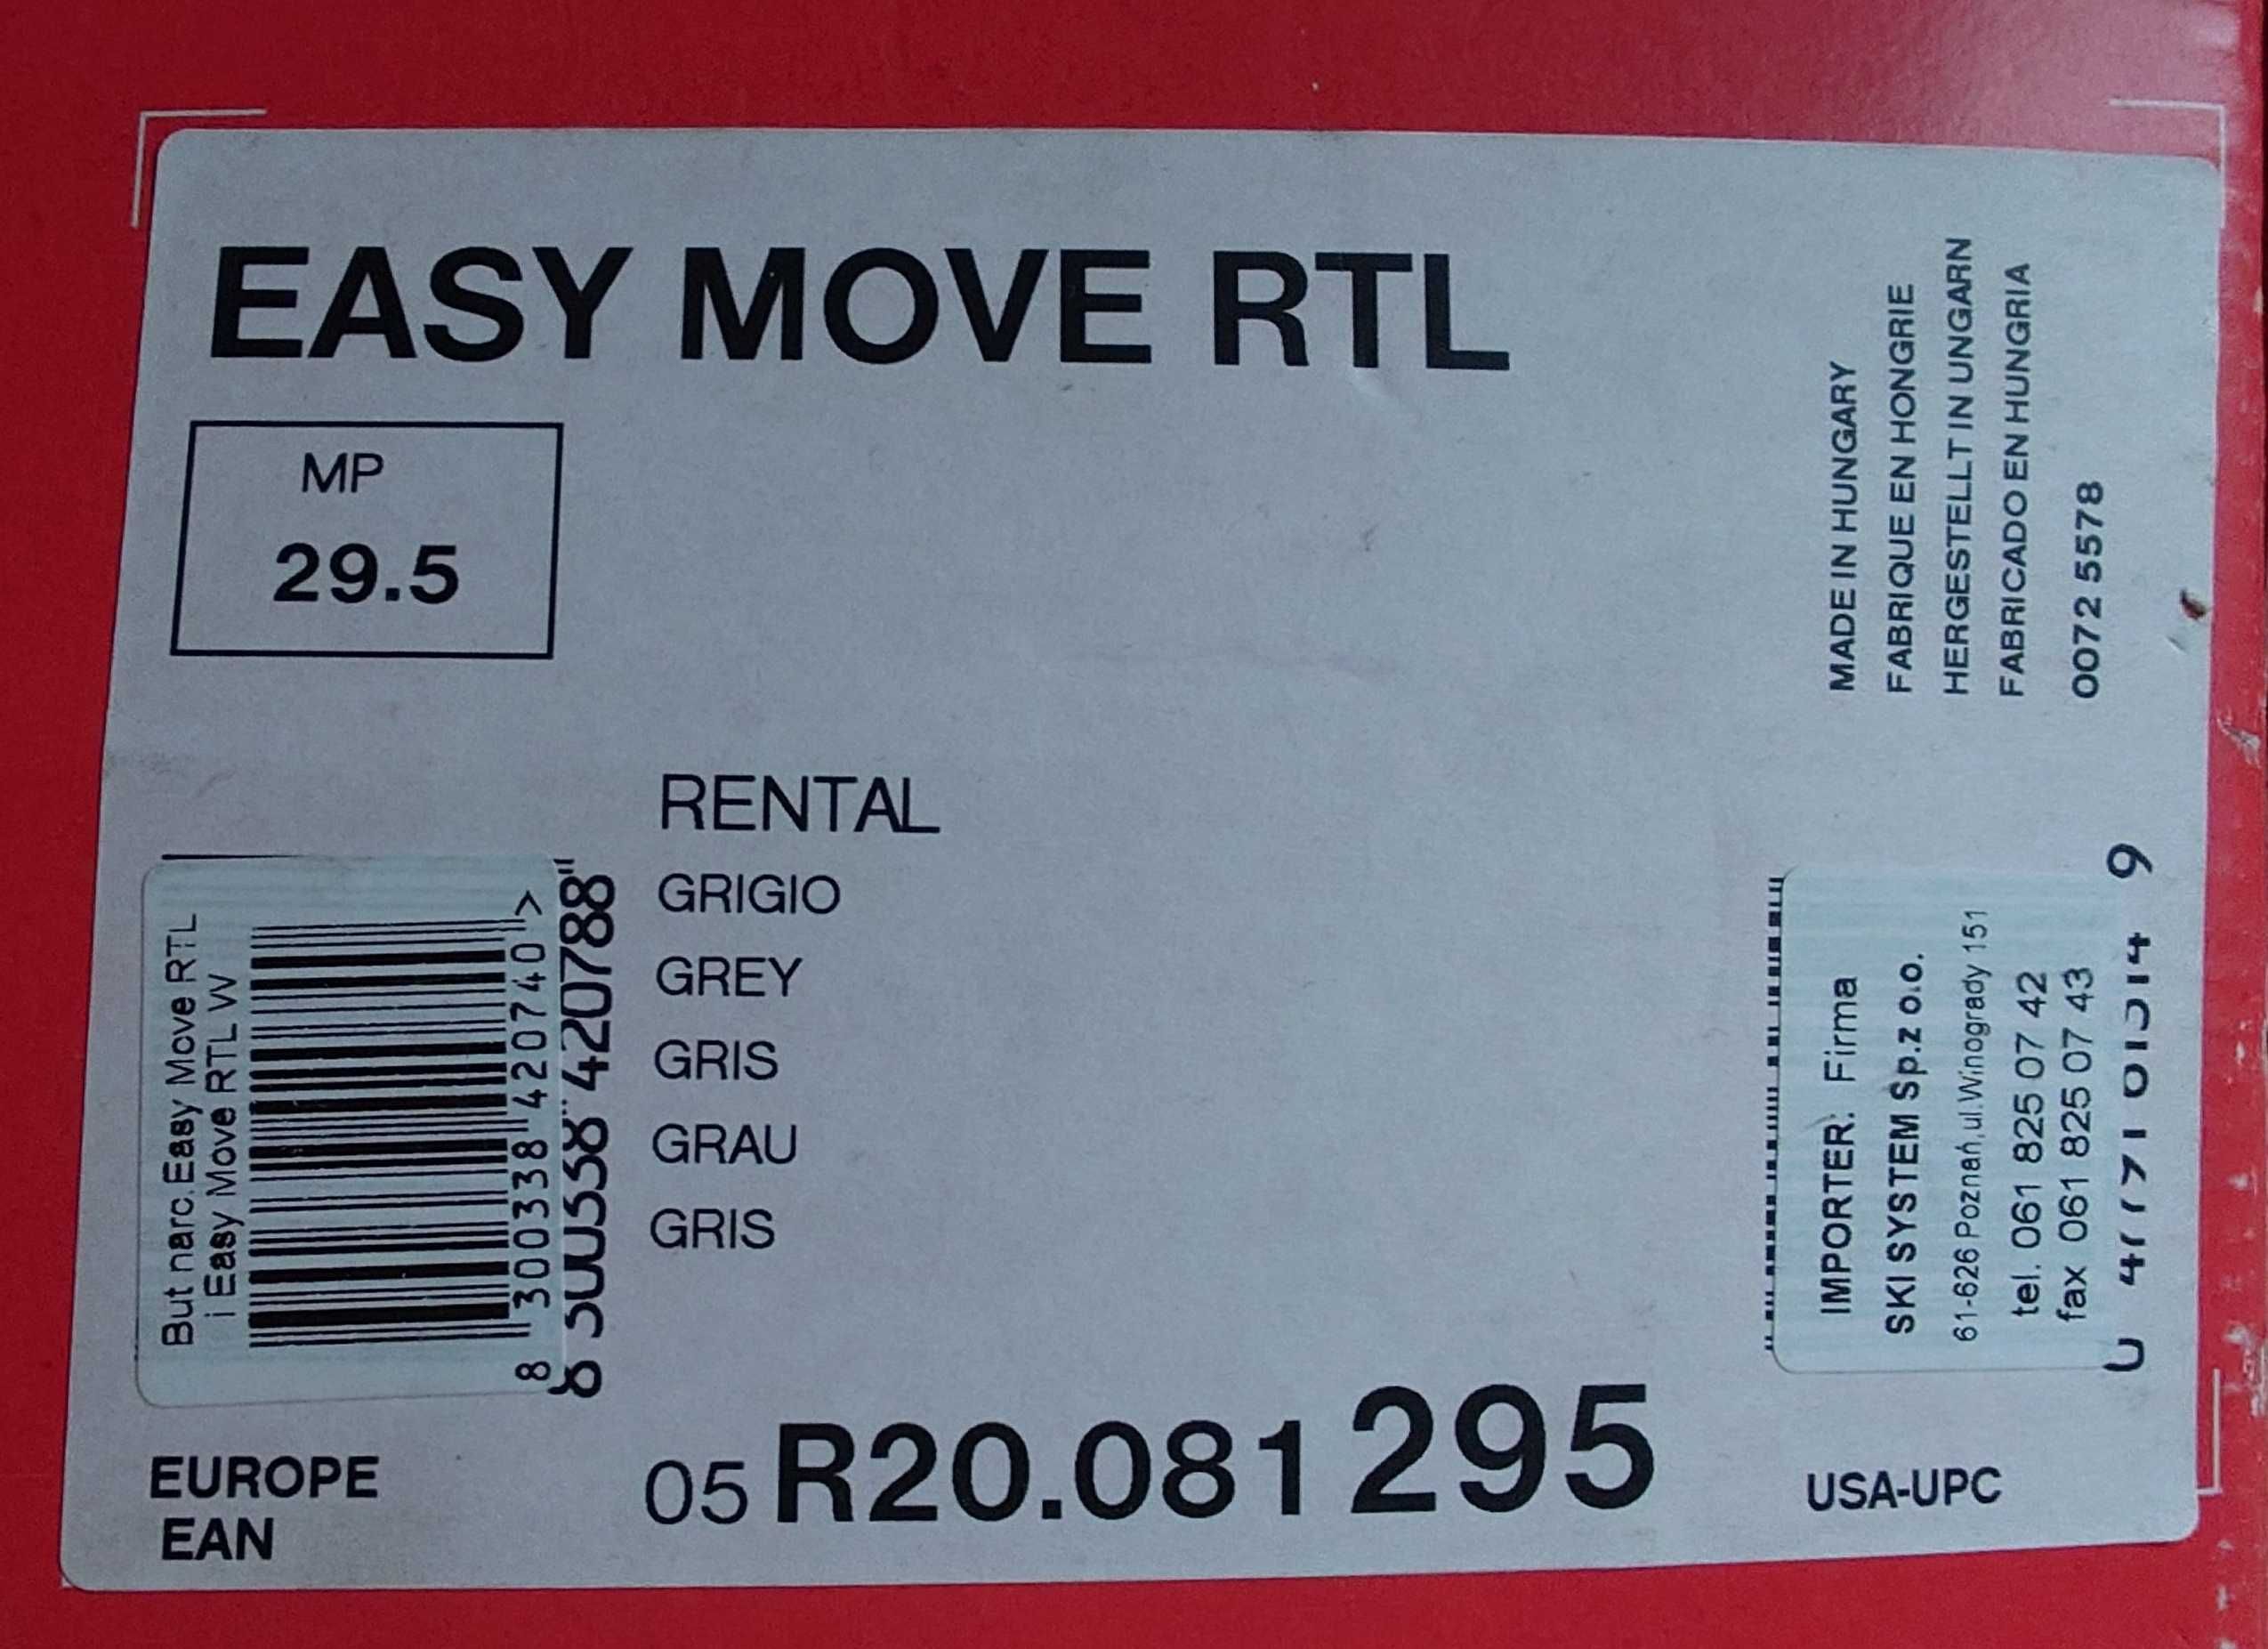 EASY MOVE RTL
MP
29.5
MADE IN HUNGARY
FABRIQUE EN HONGRIE
HERGESTELLT IN UNGARN
FABRICADO EN HUNGRIA
0072 5578
RENTAL
GRIGIO
GREY
GRIS
GRAU
GRIS
But narc.Easy Move RTL
i Easy Move RTL W
8 300338 420740 >
420788
IMPORTER: Firma
SKI SYSTEM Sp.z o.o.
61-626 Poznań,ul.Winogrady 151
tel. 061 825 07 42
fax 061 825 07 43
9
EUROPE
EAN
05 R20.081 295
USA-UPC